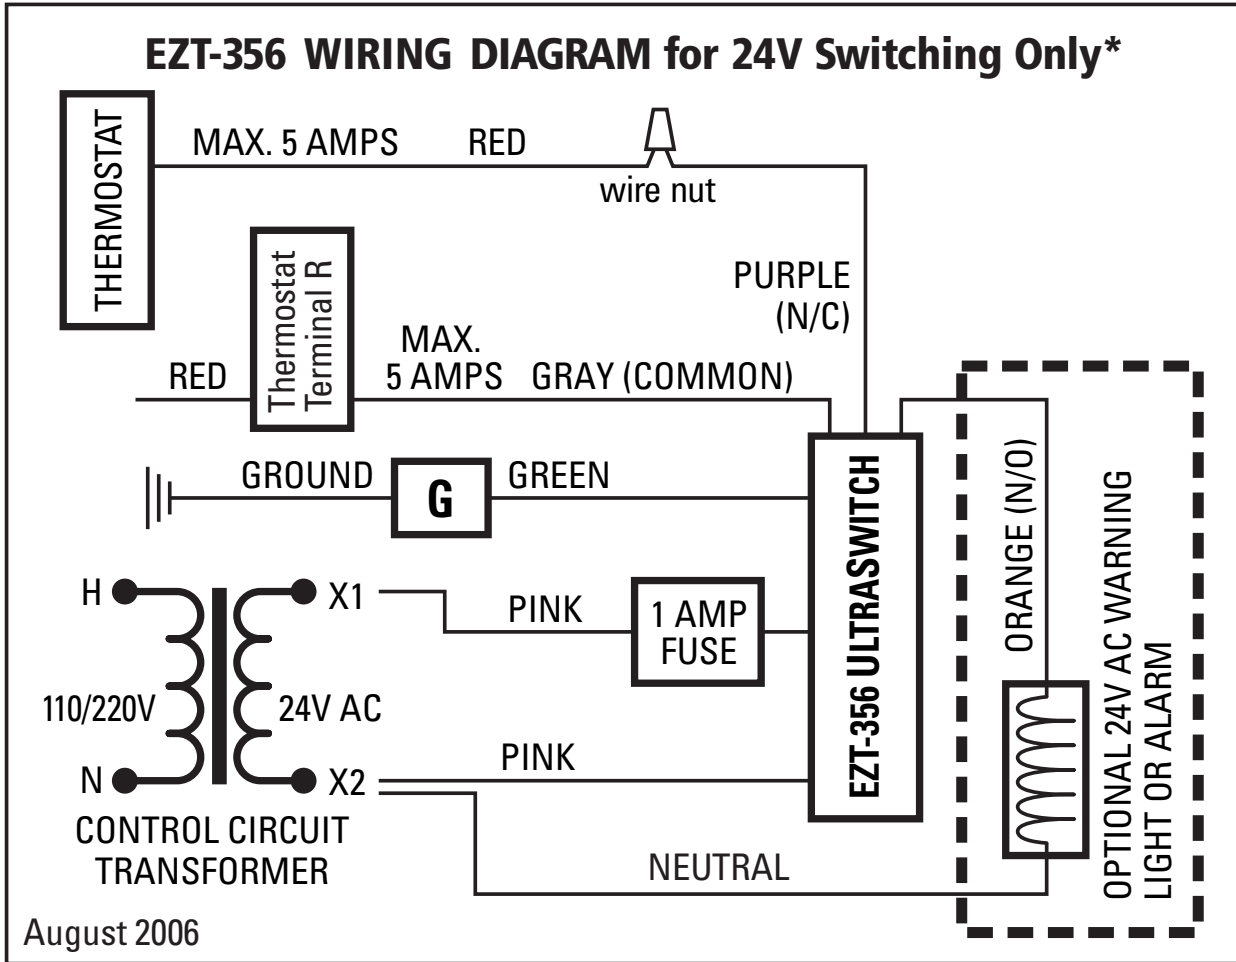 EZT-356 WIRING DIAGRAM for 24V Switching Only*
THERMOSTAT
MAX. 5 AMPS
RED
wire nut
PURPLE
(N/C)
Thermostat
Terminal R
RED
MAX.
5 AMPS
GRAY (COMMON)
GROUND
G
GREEN
EZT-356 ULTRASWITCH
ORANGE (N/O)
OPTIONAL 24V AC WARNING
LIGHT OR ALARM
H
X1
PINK
1 AMP
FUSE
110/220V
24V AC
N
X2
PINK
CONTROL CIRCUIT
TRANSFORMER
NEUTRAL
August 2006